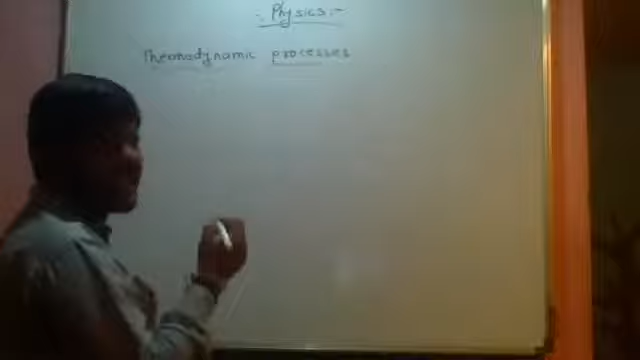 :- Physics :-
Thermodynamic processes